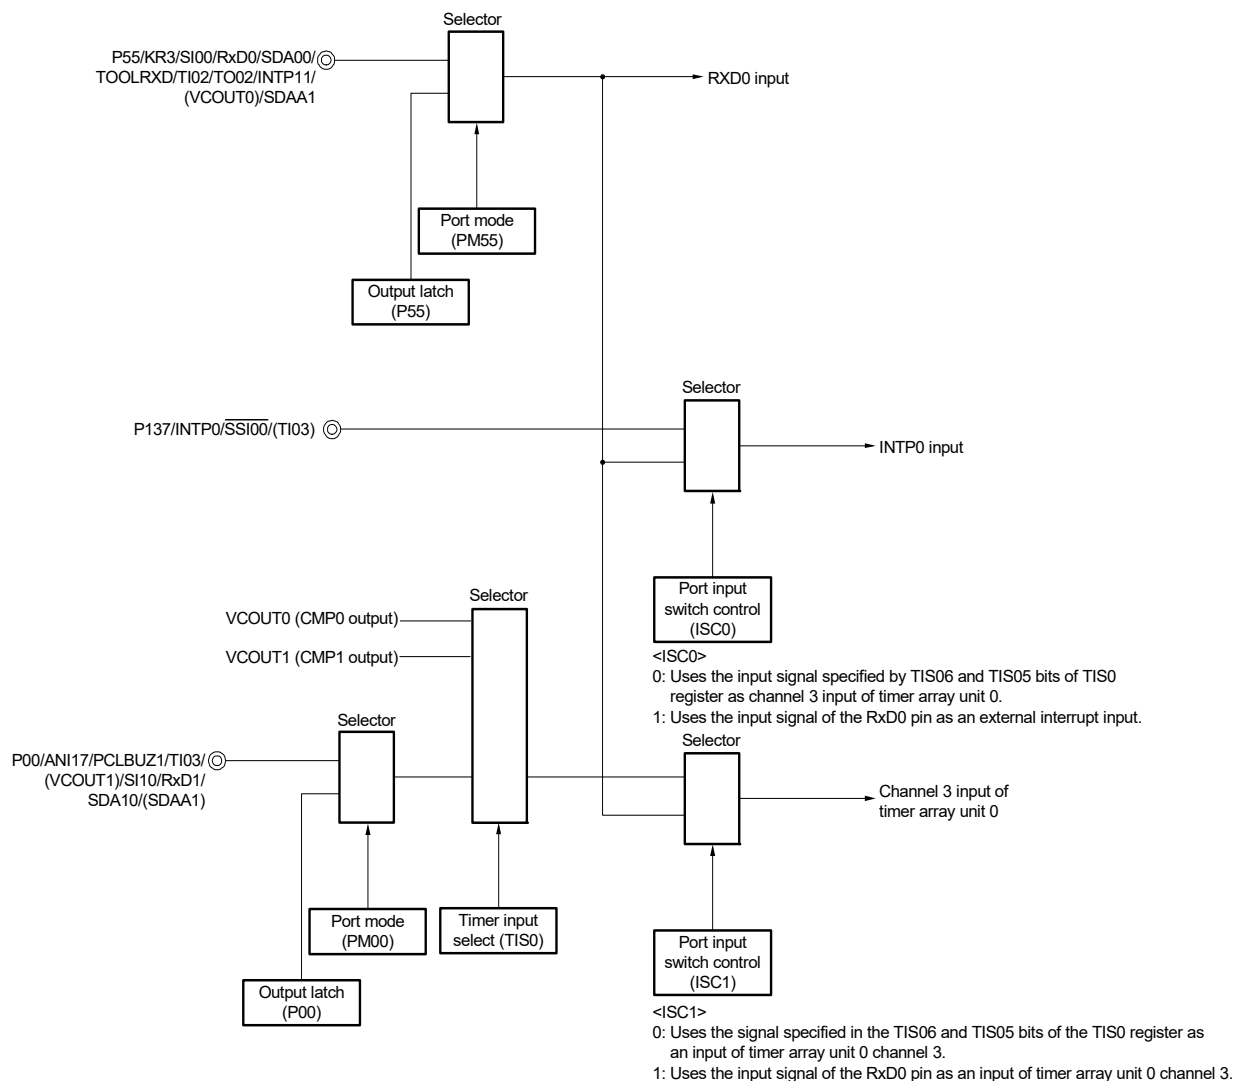 Selector
P55/KR3/SI00/RxD0/SDA00/
TOOLRXD/TI02/TO02/INTP11/
(VCOUT0)/SDAA1
RXD0 input
Port mode
(PM55)
Output latch
(P55)
Selector
P137/INTP0/SSI00/(TI03)
INTP0 input
Port input
switch control
(ISC0)
<ISC0>
0: Uses the input signal specified by TIS06 and TIS05 bits of TIS0
register as channel 3 input of timer array unit 0.
1: Uses the input signal of the RxD0 pin as an external interrupt input.
Selector
VCOUT0 (CMP0 output)
VCOUT1 (CMP1 output)
Selector
P00/ANI17/PCLBUZ1/TI03/
(VCOUT1)/SI10/RxD1/
SDA10/(SDAA1)
Selector
Channel 3 input of
timer array unit 0
Port mode
(PM00)
Timer input
select (TIS0)
Output latch
(P00)
Port input
switch control
(ISC1)
<ISC1>
0: Uses the signal specified in the TIS06 and TIS05 bits of the TIS0 register as
an input of timer array unit 0 channel 3.
1: Uses the input signal of the RxD0 pin as an input of timer array unit 0 channel 3.